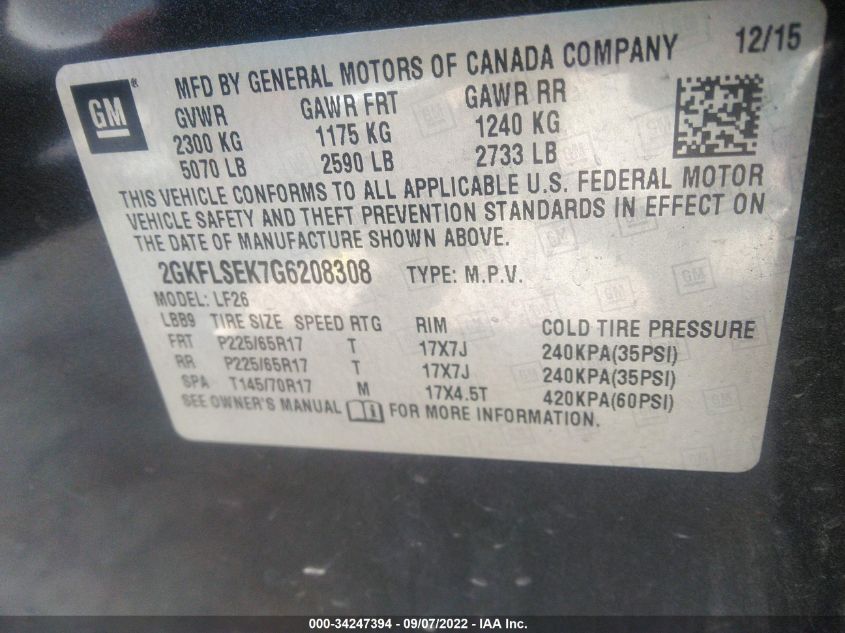 GM
MFD BY GENERAL MOTORS OF CANADA COMPANY 12/15
GVWR GAWR FRT GAWR RR
2300 KG 1175 KG 1240 KG
5070 LB 2590 LB 2733 LB
THIS VEHICLE CONFORMS TO ALL APPLICABLE U.S. FEDERAL MOTOR
VEHICLE SAFETY AND THEFT PREVENTION STANDARDS IN EFFECT ON
THE DATE OF MANUFACTURE SHOWN ABOVE.
2GKFLSEK7G6208308 TYPE: M.P.V.
MODEL: LF26
LBB9 TIRE SIZE SPEED RTG RIM COLD TIRE PRESSURE
FRT P225/65R17 T 17X7J 240KPA(35PSI)
RR P225/65R17 T 17X7J 240KPA(35PSI)
SPA T145/70R17 M 17X4.5T 420KPA(60PSI)
SEE OWNER'S MANUAL FOR MORE INFORMATION.
000-34247394 - 09/07/2022 - IAA Inc.